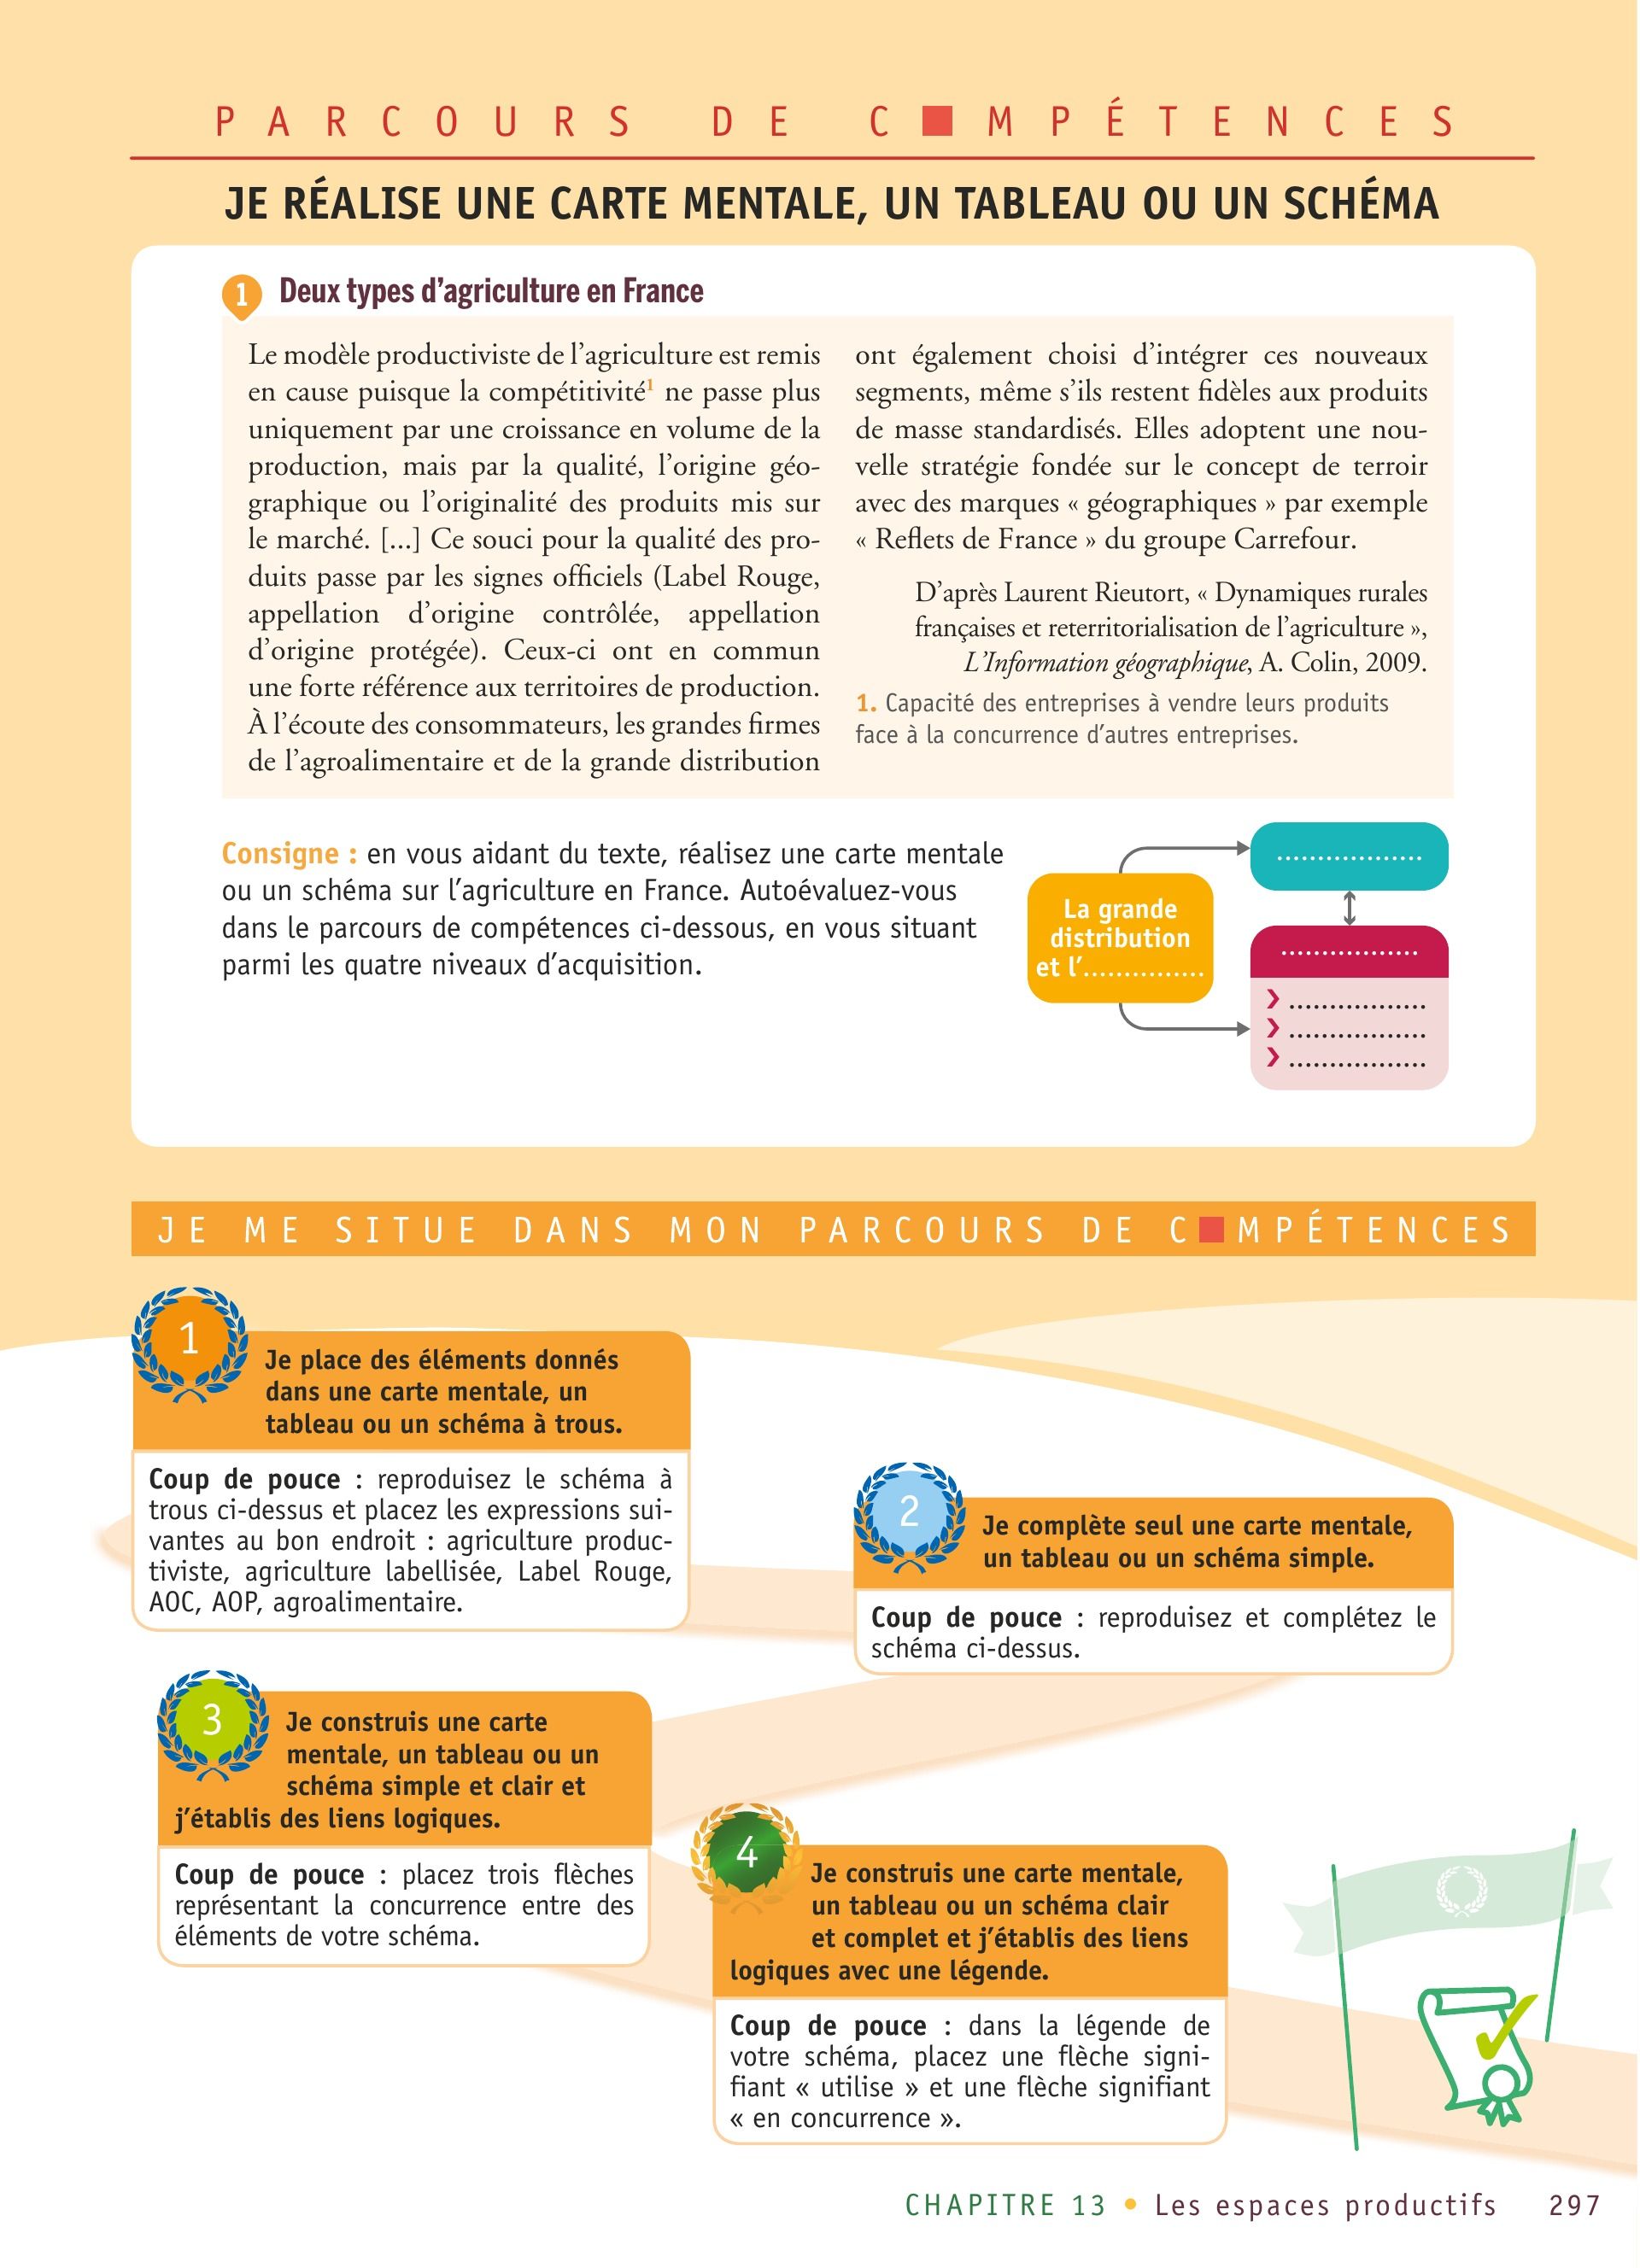 PARCOURS DE C■MPÉTENCES
JE RÉALISE UNE CARTE MENTALE, UN TABLEAU OU UN SCHÉMA
1 Deux types d’agriculture en France
Le modèle productiviste de l’agriculture est remis
en cause puisque la compétitivité1 ne passe plus
uniquement par une croissance en volume de la
production, mais par la qualité, l’origine géo-
graphique ou l’originalité des produits mis sur
le marché. [...] Ce souci pour la qualité des pro-
duits passe par les signes officiels (Label Rouge,
appellation d’origine contrôlée, appellation
d’origine protégée). Ceux-ci ont en commun
une forte référence aux territoires de production.
À l’écoute des consommateurs, les grandes firmes
de l’agroalimentaire et de la grande distribution
ont également choisi d’intégrer ces nouveaux
segments, même s’ils restent fidèles aux produits
de masse standardisés. Elles adoptent une nou-
velle stratégie fondée sur le concept de terroir
avec des marques « géographiques » par exemple
« Reflets de France » du groupe Carrefour.
D’après Laurent Rieutort, « Dynamiques rurales
françaises et reterritorialisation de l’agriculture »,
L’Information géographique, A. Colin, 2009.
1. Capacité des entreprises à vendre leurs produits
face à la concurrence d’autres entreprises.
Consigne : en vous aidant du texte, réalisez une carte mentale
ou un schéma sur l’agriculture en France. Autoévaluez-vous
dans le parcours de compétences ci-dessous, en vous situant
parmi les quatre niveaux d’acquisition.
La grande
distribution
et l’...............
..................
.................
❯ .................
❯ .................
❯ .................
JE ME SITUE DANS MON PARCOURS DE C■MPÉTENCES
1
Je place des éléments donnés
dans une carte mentale, un
tableau ou un schéma à trous.
Coup de pouce : reproduisez le schéma à
trous ci-dessus et placez les expressions sui-
vantes au bon endroit : agriculture produc-
tiviste, agriculture labellisée, Label Rouge,
AOC, AOP, agroalimentaire.
2
Je complète seul une carte mentale,
un tableau ou un schéma simple.
Coup de pouce : reproduisez et complétez le
schéma ci-dessus.
3
Je construis une carte
mentale, un tableau ou un
schéma simple et clair et
j’établis des liens logiques.
Coup de pouce : placez trois flèches
représentant la concurrence entre des
éléments de votre schéma.
4
Je construis une carte mentale,
un tableau ou un schéma clair
et complet et j’établis des liens
logiques avec une légende.
Coup de pouce : dans la légende de
votre schéma, placez une flèche signi-
fiant « utilise » et une flèche signifiant
« en concurrence ».
CHAPITRE 13 • Les espaces productifs 297